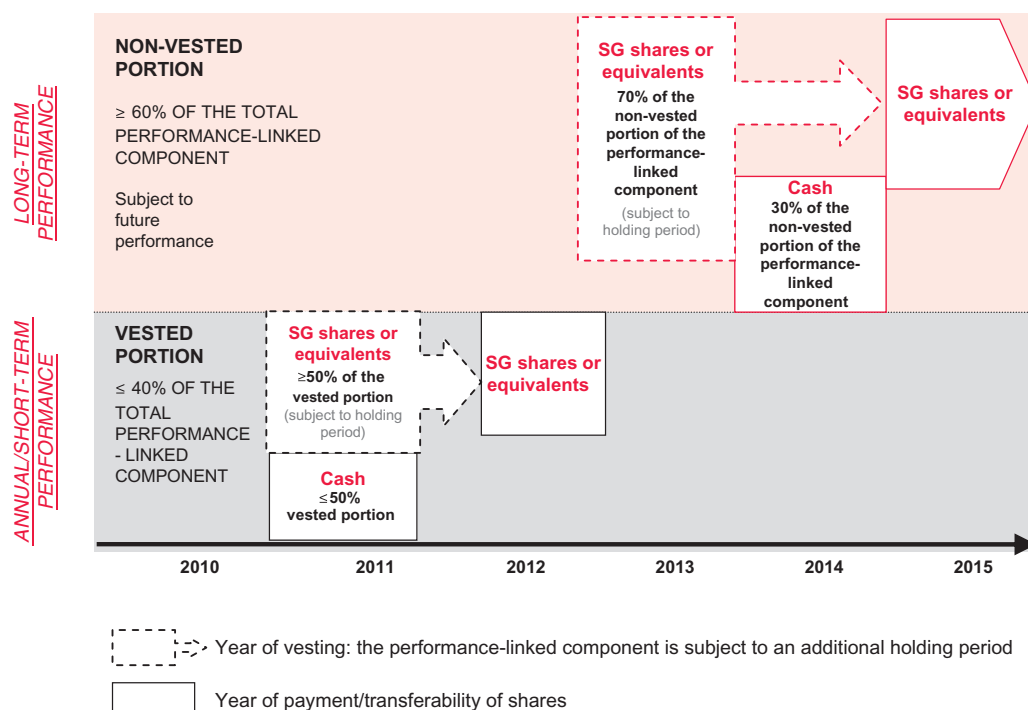 LONG-TERM
PERFORMANCE
NON-VESTED
PORTION
≥ 60% OF THE TOTAL
PERFORMANCE-LINKED
COMPONENT
Subject to
future
performance
SG shares or
equivalents
70% of the
non-vested
portion of the
performance-
linked
component
(subject to
holding period)
Cash
30% of the
non-vested
portion of the
performance-
linked
component
SG shares or
equivalents
ANNUAL/SHORT-TERM
PERFORMANCE
VESTED
PORTION
≤ 40% OF THE
TOTAL
PERFORMANCE
- LINKED
COMPONENT
SG shares or
equivalents
≥50% of the
vested portion
(subject to holding
period)
Cash
≤50%
vested portion
SG shares or
equivalents
2010 2011 2012 2013 2014 2015
Year of vesting: the performance-linked component is subject to an additional holding period
Year of payment/transferability of shares